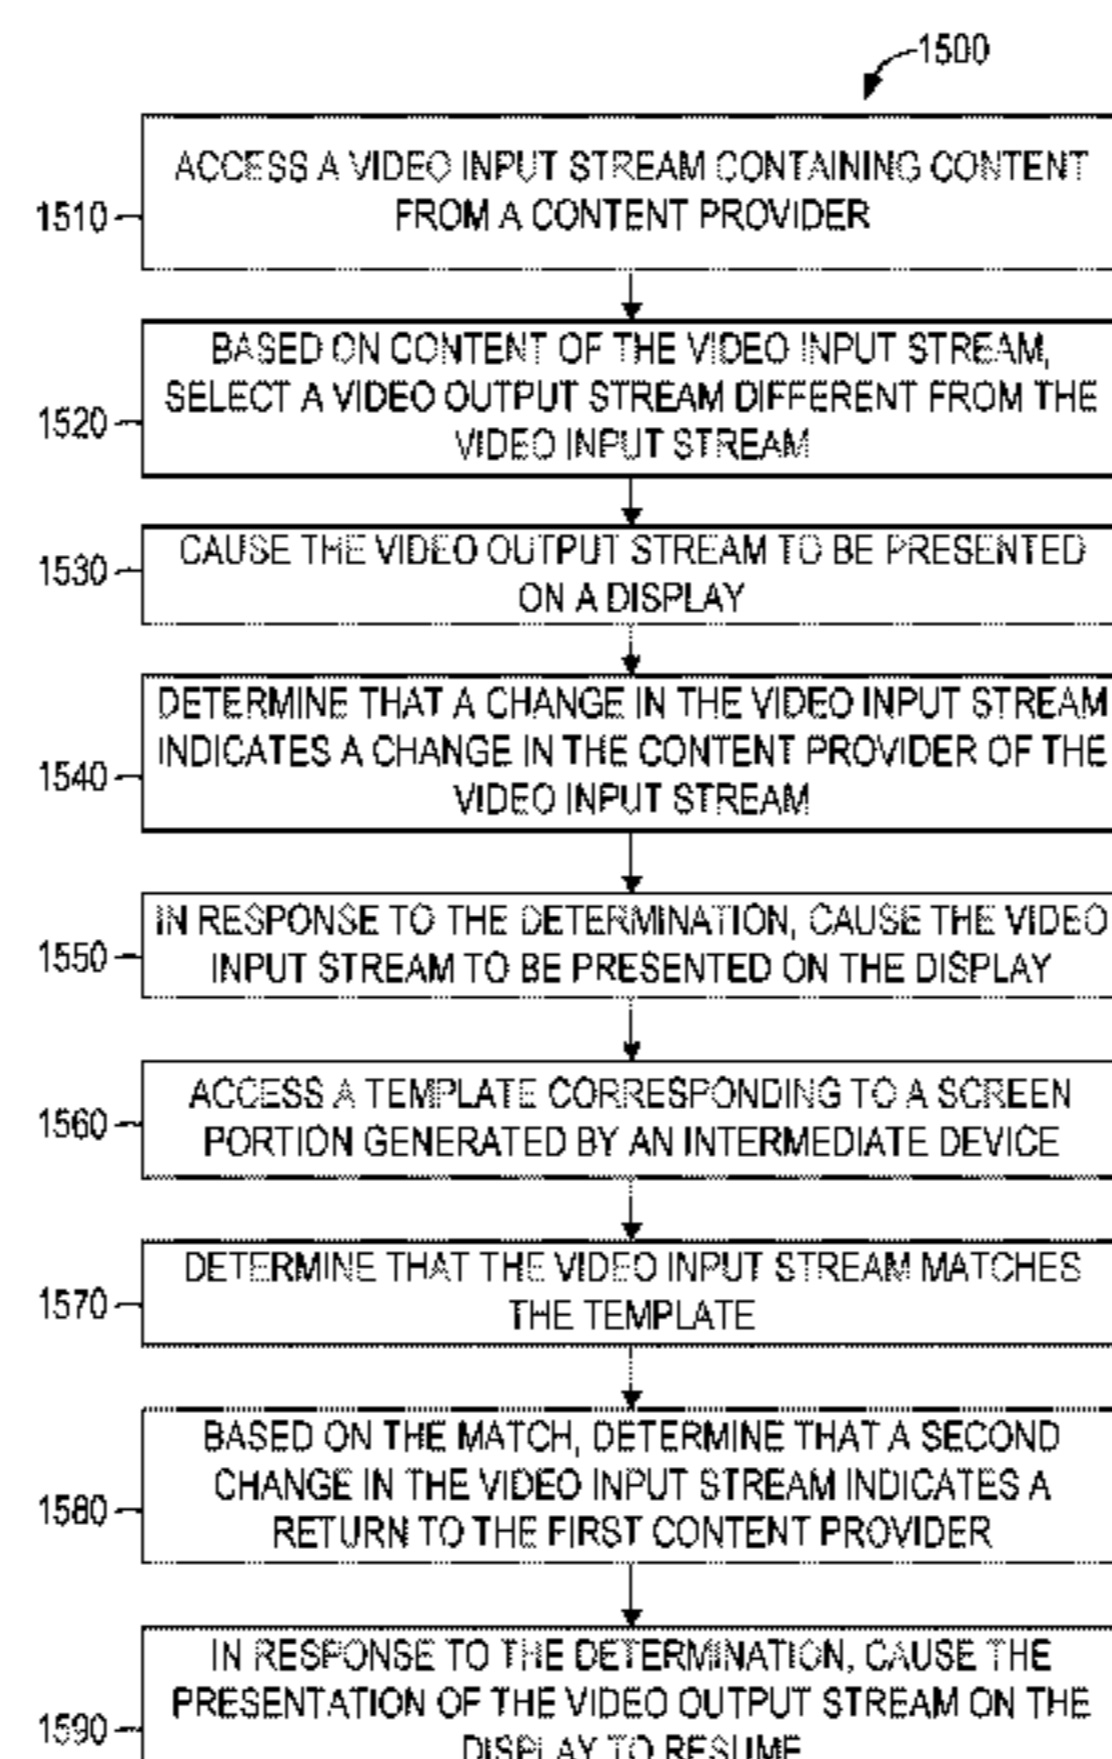 1500
ACCESS A VIDEO INPUT STREAM CONTAINING CONTENT
FROM A CONTENT PROVIDER
1510
BASED ON CONTENT OF THE VIDEO INPUT STREAM,
SELECT A VIDEO OUTPUT STREAM DIFFERENT FROM THE
VIDEO INPUT STREAM
1520
CAUSE THE VIDEO OUTPUT STREAM TO BE PRESENTED
ON A DISPLAY
1530
DETERMINE THAT A CHANGE IN THE VIDEO INPUT STREAM
INDICATES A CHANGE IN THE CONTENT PROVIDER OF THE
VIDEO INPUT STREAM
1540
IN RESPONSE TO THE DETERMINATION, CAUSE THE VIDEO
INPUT STREAM TO BE PRESENTED ON THE DISPLAY
1550
ACCESS A TEMPLATE CORRESPONDING TO A SCREEN
PORTION GENERATED BY AN INTERMEDIATE DEVICE
1560
DETERMINE THAT THE VIDEO INPUT STREAM MATCHES
THE TEMPLATE
1570
BASED ON THE MATCH, DETERMINE THAT A SECOND
CHANGE IN THE VIDEO INPUT STREAM INDICATES A
RETURN TO THE FIRST CONTENT PROVIDER
1580
IN RESPONSE TO THE DETERMINATION, CAUSE THE
PRESENTATION OF THE VIDEO OUTPUT STREAM ON THE
DISPLAY TO RESUME
1590